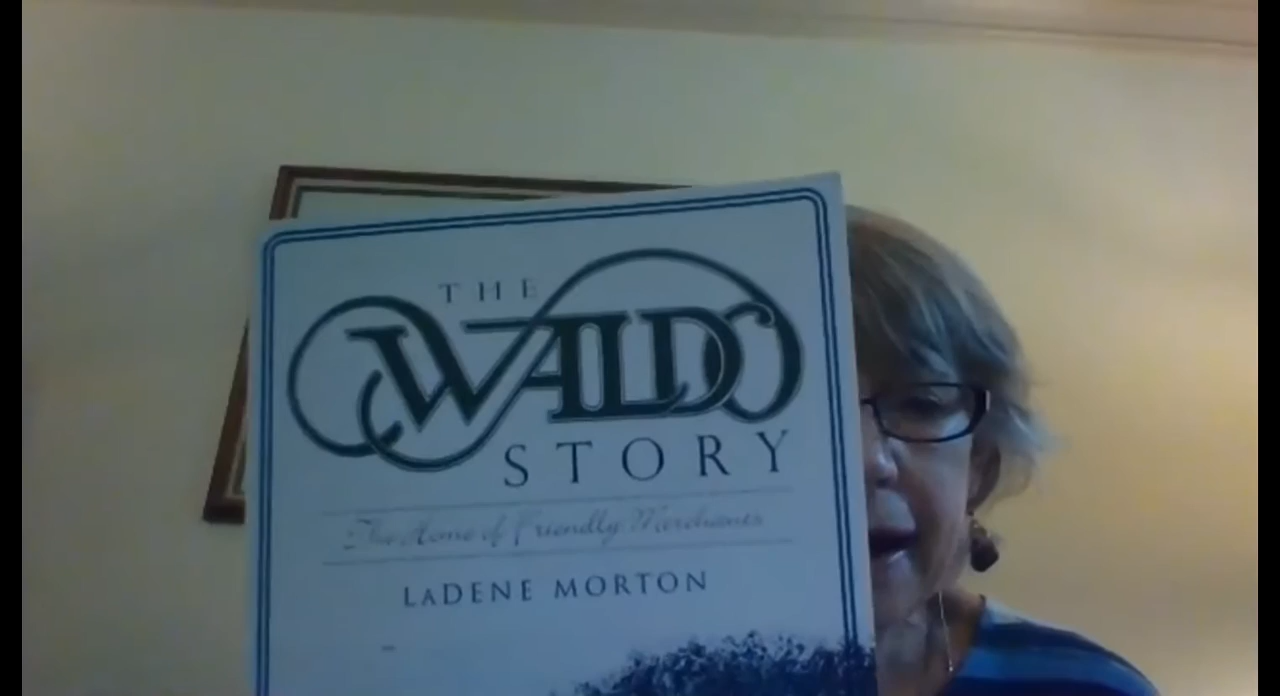 THE
WALDO
STORY
The Home of Friendly Merchants
LADENE MORTON